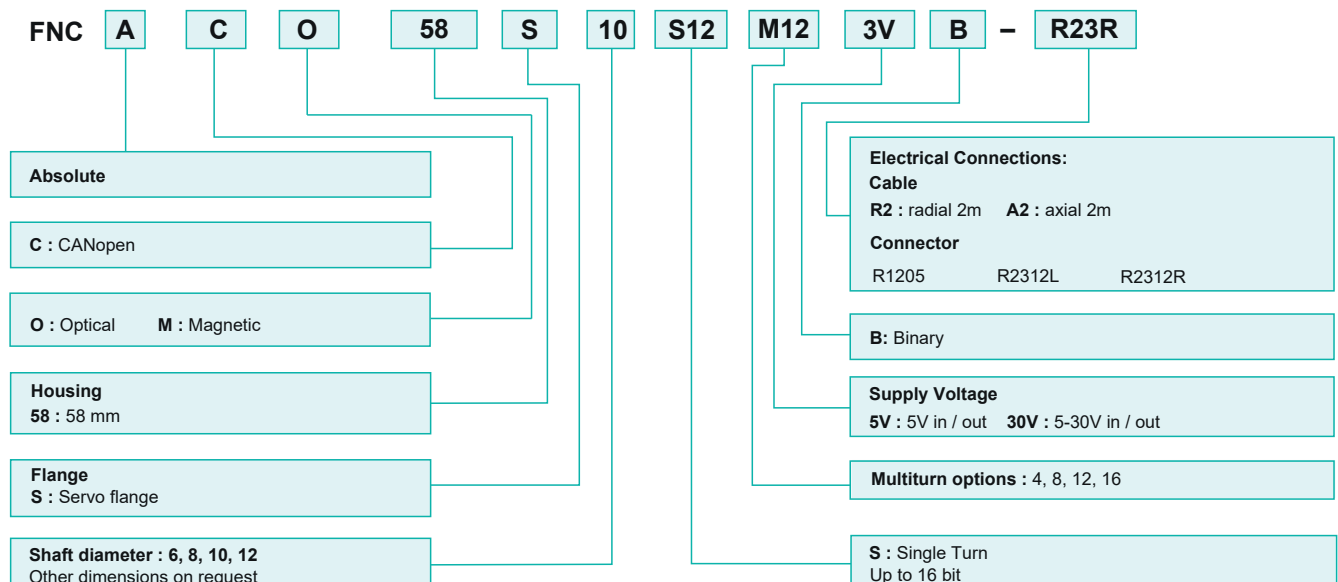 FNC A C O 58 S 10 S12 M12 3V B – R23R
Absolute
C : CANopen
O : Optical M : Magnetic
Housing
58 : 58 mm
Flange
S : Servo flange
Shaft diameter : 6, 8, 10, 12
Other dimensions on request
Electrical Connections:
Cable
R2 : radial 2m A2 : axial 2m
Connector
R1205 R2312L R2312R
B: Binary
Supply Voltage
5V : 5V in / out 30V : 5-30V in / out
Multiturn options : 4, 8, 12, 16
S : Single Turn
Up to 16 bit